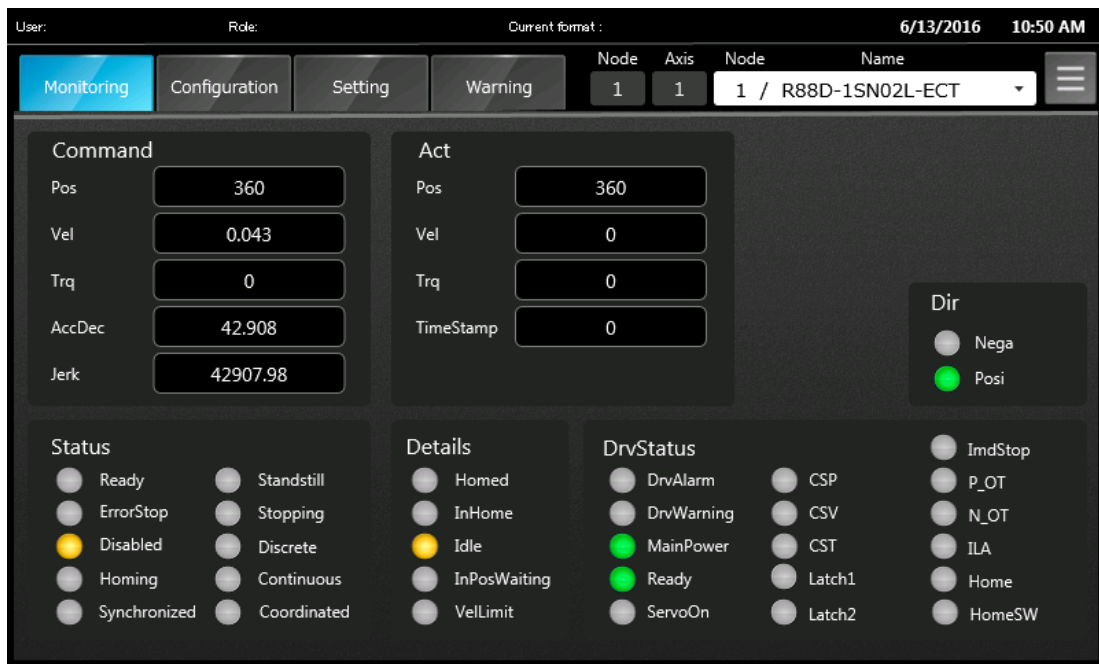 User: Role: Current format : 6/13/2016 10:50 AM
Node Axis Node Name
Monitoring Configuration Setting Warning 1 1 1 / R88D-1SN02L-ECT
Command
Pos 360
Vel 0.043
Trq 0
AccDec 42.908
Jerk 42907.98
Act
Pos 360
Vel 0
Trq 0
TimeStamp 0
Dir
Nega
Posi
Status
Ready Standstill
ErrorStop Stopping
Disabled Discrete
Homing Continuous
Synchronized Coordinated
Details
Homed
InHome
Idle
InPosWaiting
VelLimit
DrvStatus ImdStop
DrvAlarm CSP P_OT
DrvWarning CSV N_OT
MainPower CST ILA
Ready Latch1 Home
ServoOn Latch2 HomeSW